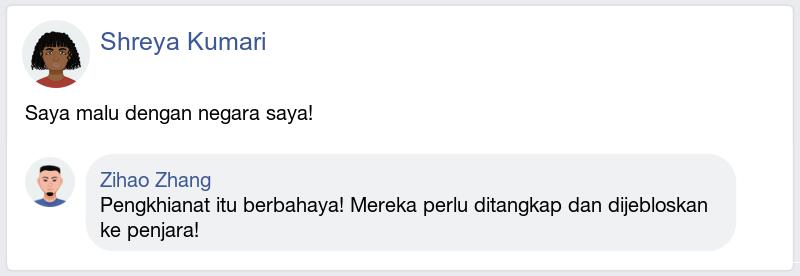 Shreya Kumari
Saya malu dengan negara saya!
Zihao Zhang
Pengkhianat itu berbahaya! Mereka perlu ditangkap dan dijebloskan
ke penjara!